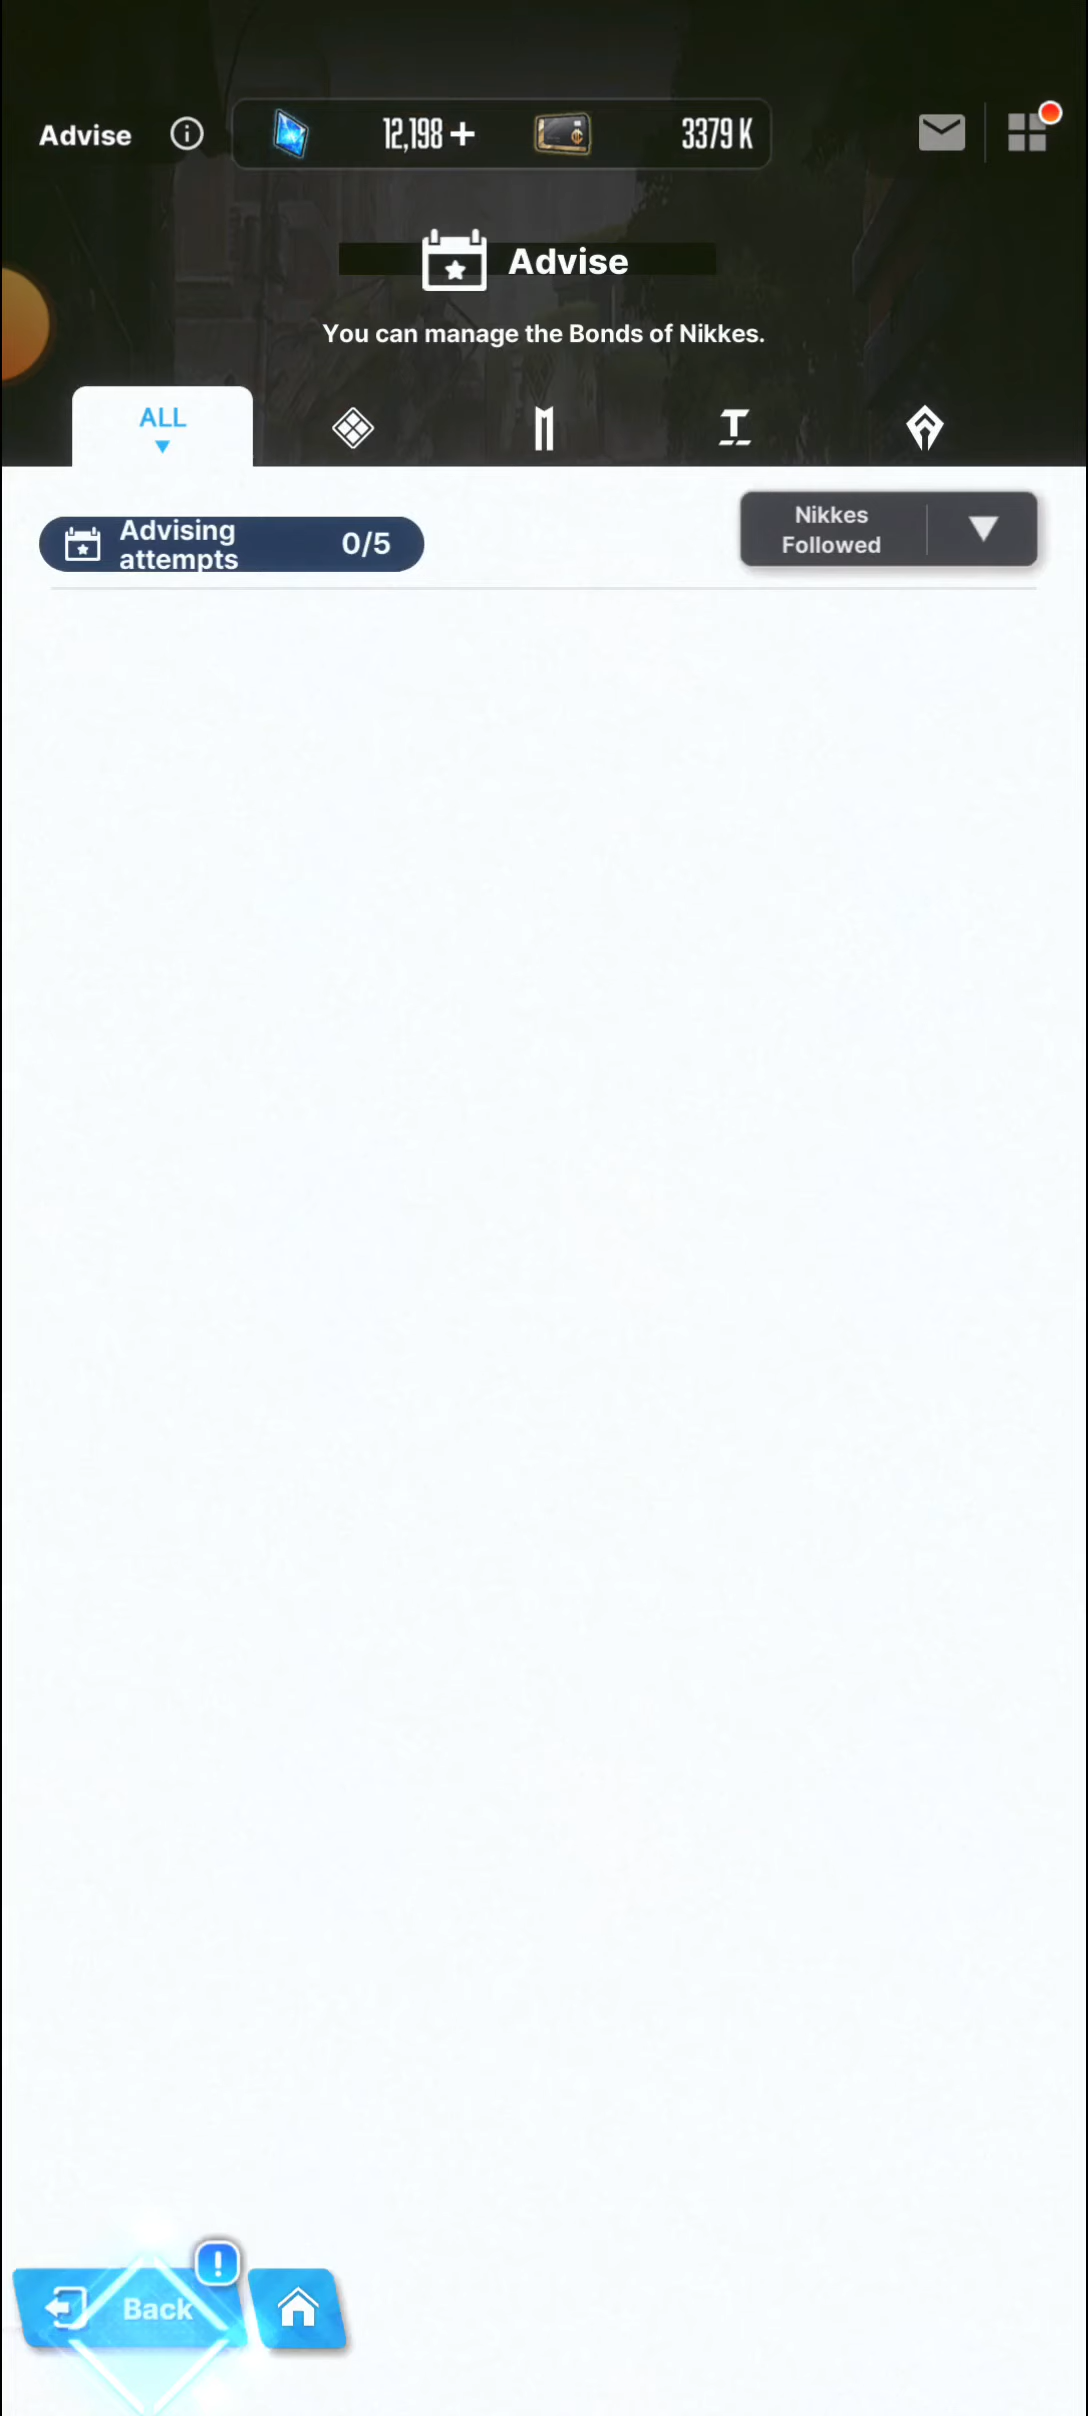 Advise
12,198
3379 K
Advise
You can manage the Bonds of Nikkes.
ALL
Advising
attempts
0/5
Nikkes
Followed
Back